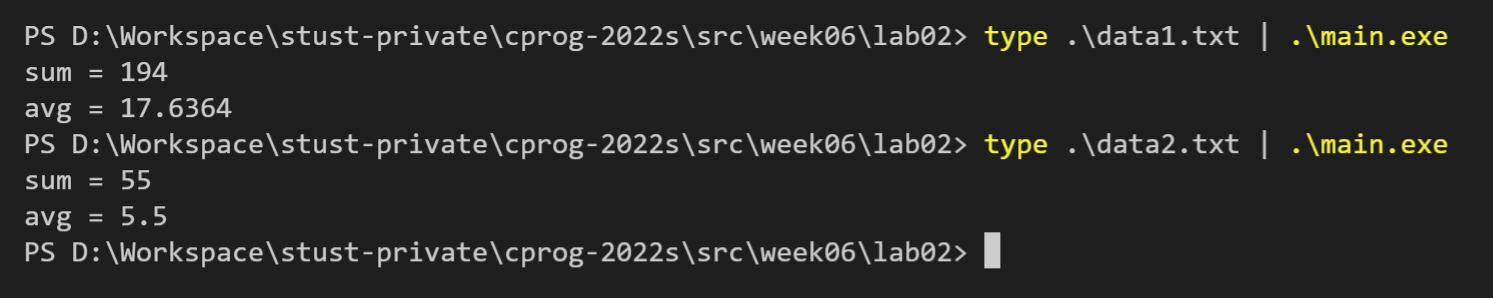 PS D:\Workspace\stust-private\cprog-2022s\src\week06\lab02> type .\data1.txt | .\main.exe
sum = 194
avg = 17.6364
PS D:\Workspace\stust-private\cprog-2022s\src\week06\lab02> type .\data2.txt | .\main.exe
sum = 55
avg = 5.5
PS D:\Workspace\stust-private\cprog-2022s\src\week06\lab02>